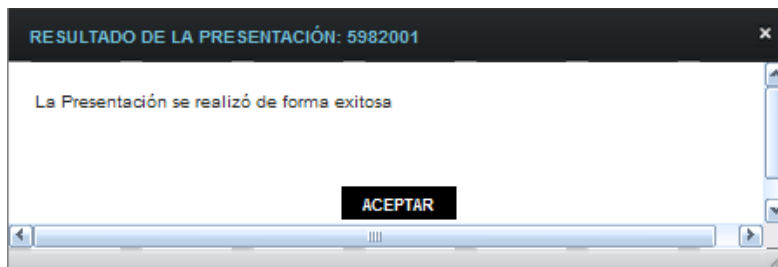 RESULTADO DE LA PRESENTACIÓN: 5982001
La Presentación se realizó de forma exitosa
ACEPTAR